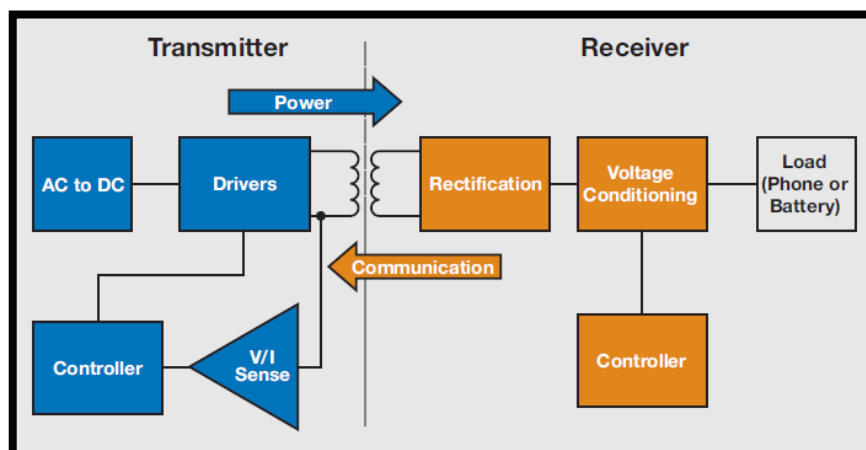 Transmitter
Receiver
Power
AC to DC
Drivers
Rectification
Voltage
Conditioning
Load
(Phone or
Battery)
Communication
Controller
V/I
Sense
Controller